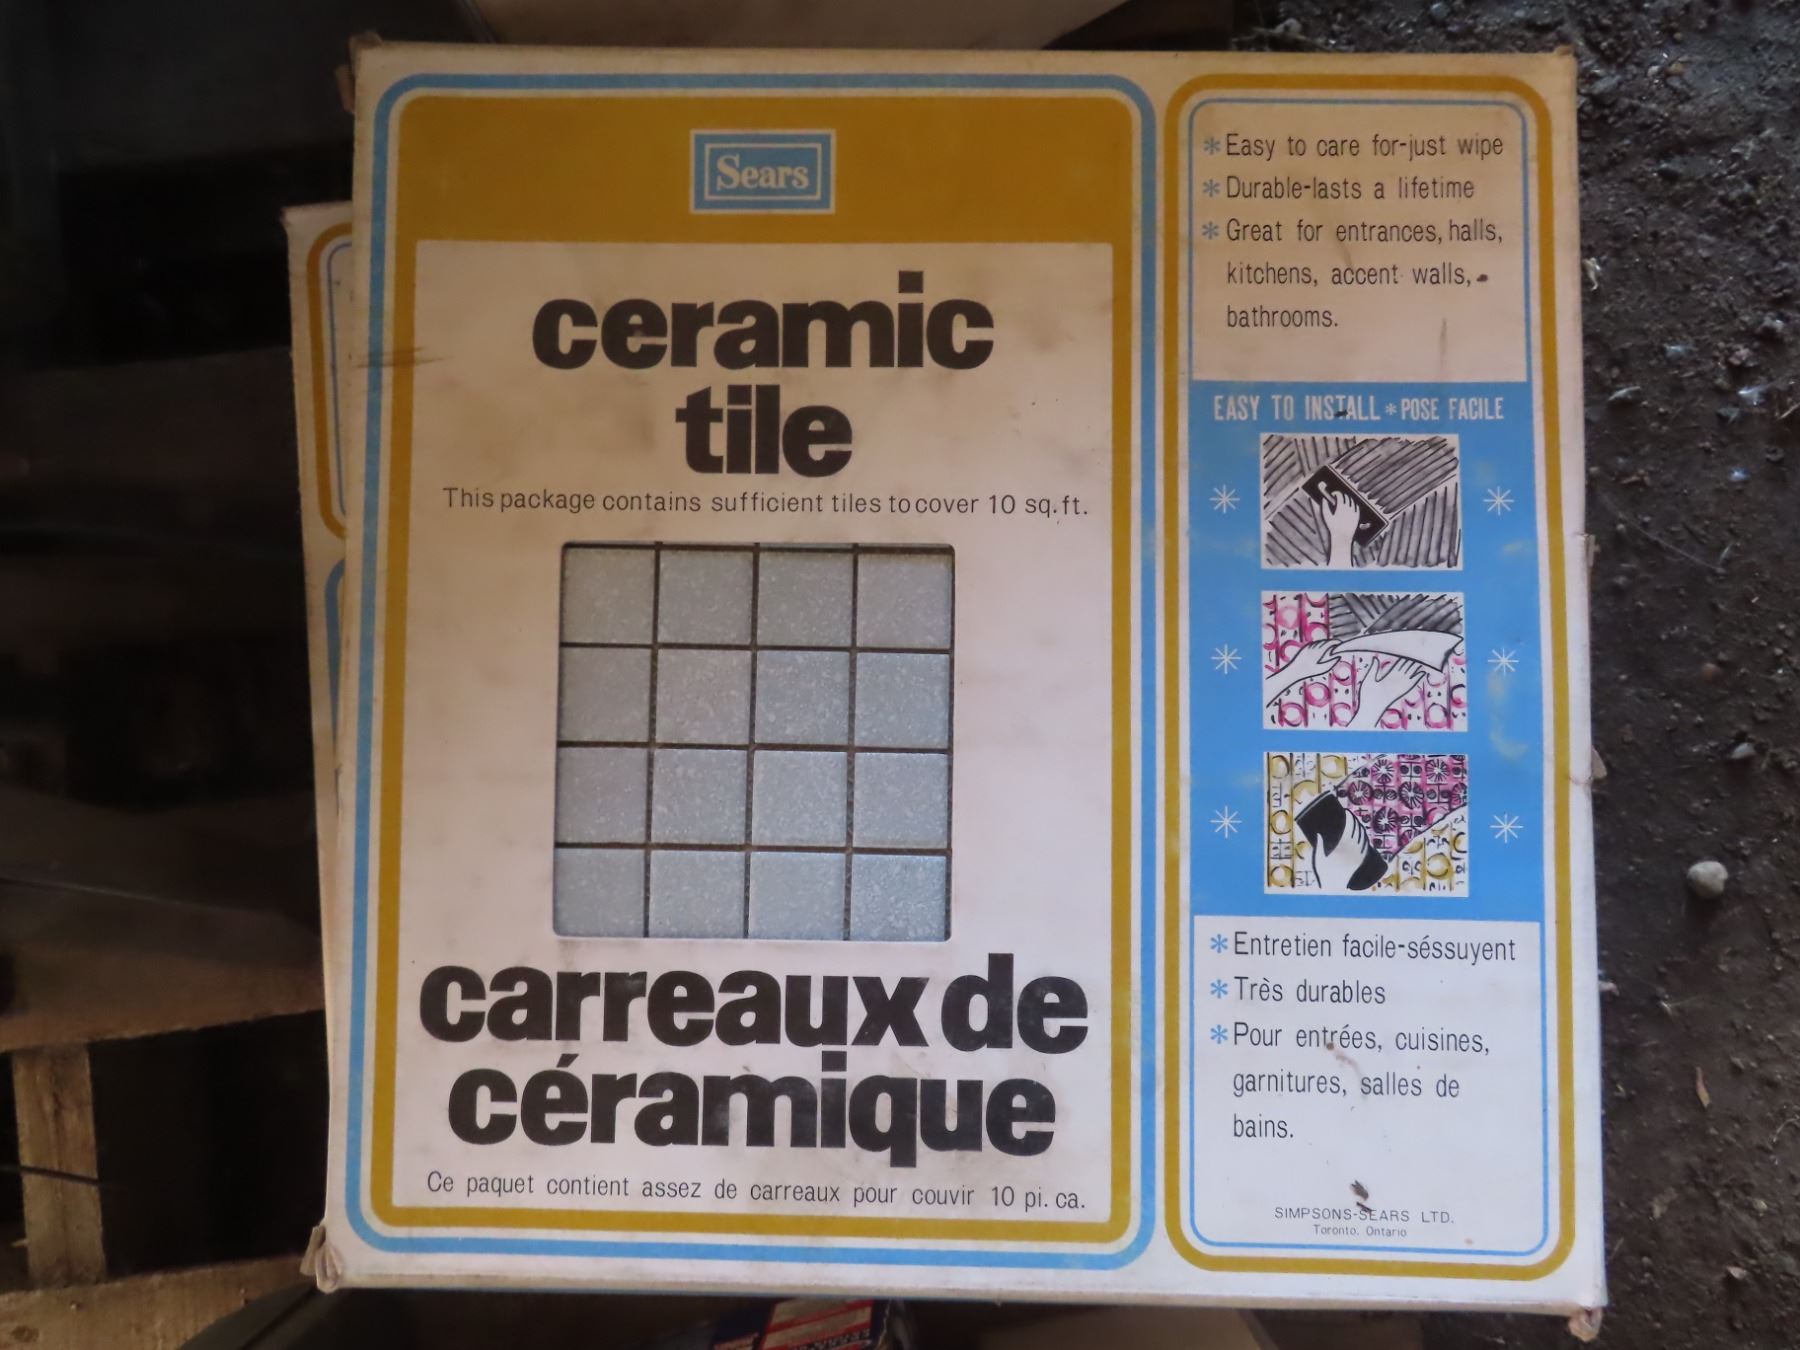 Sears
ceramic
tile
This package contains sufficient tiles to cover 10 sq. ft.
carreaux de
céramique
Ce paquet contient assez de carreaux pour couvir 10 pi. ca.
* Easy to care for-just wipe
* Durable-lasts a lifetime
* Great for entrances, halls,
kitchens, accent walls,
bathrooms.
EASY TO INSTALL * POSE FACILE
* Entretien facile-séssuyent
* Très durables
* Pour entrées, cuisines,
garnitures, salles de
bains.
SIMPSONS-SEARS LTD.
Toronto, Ontario